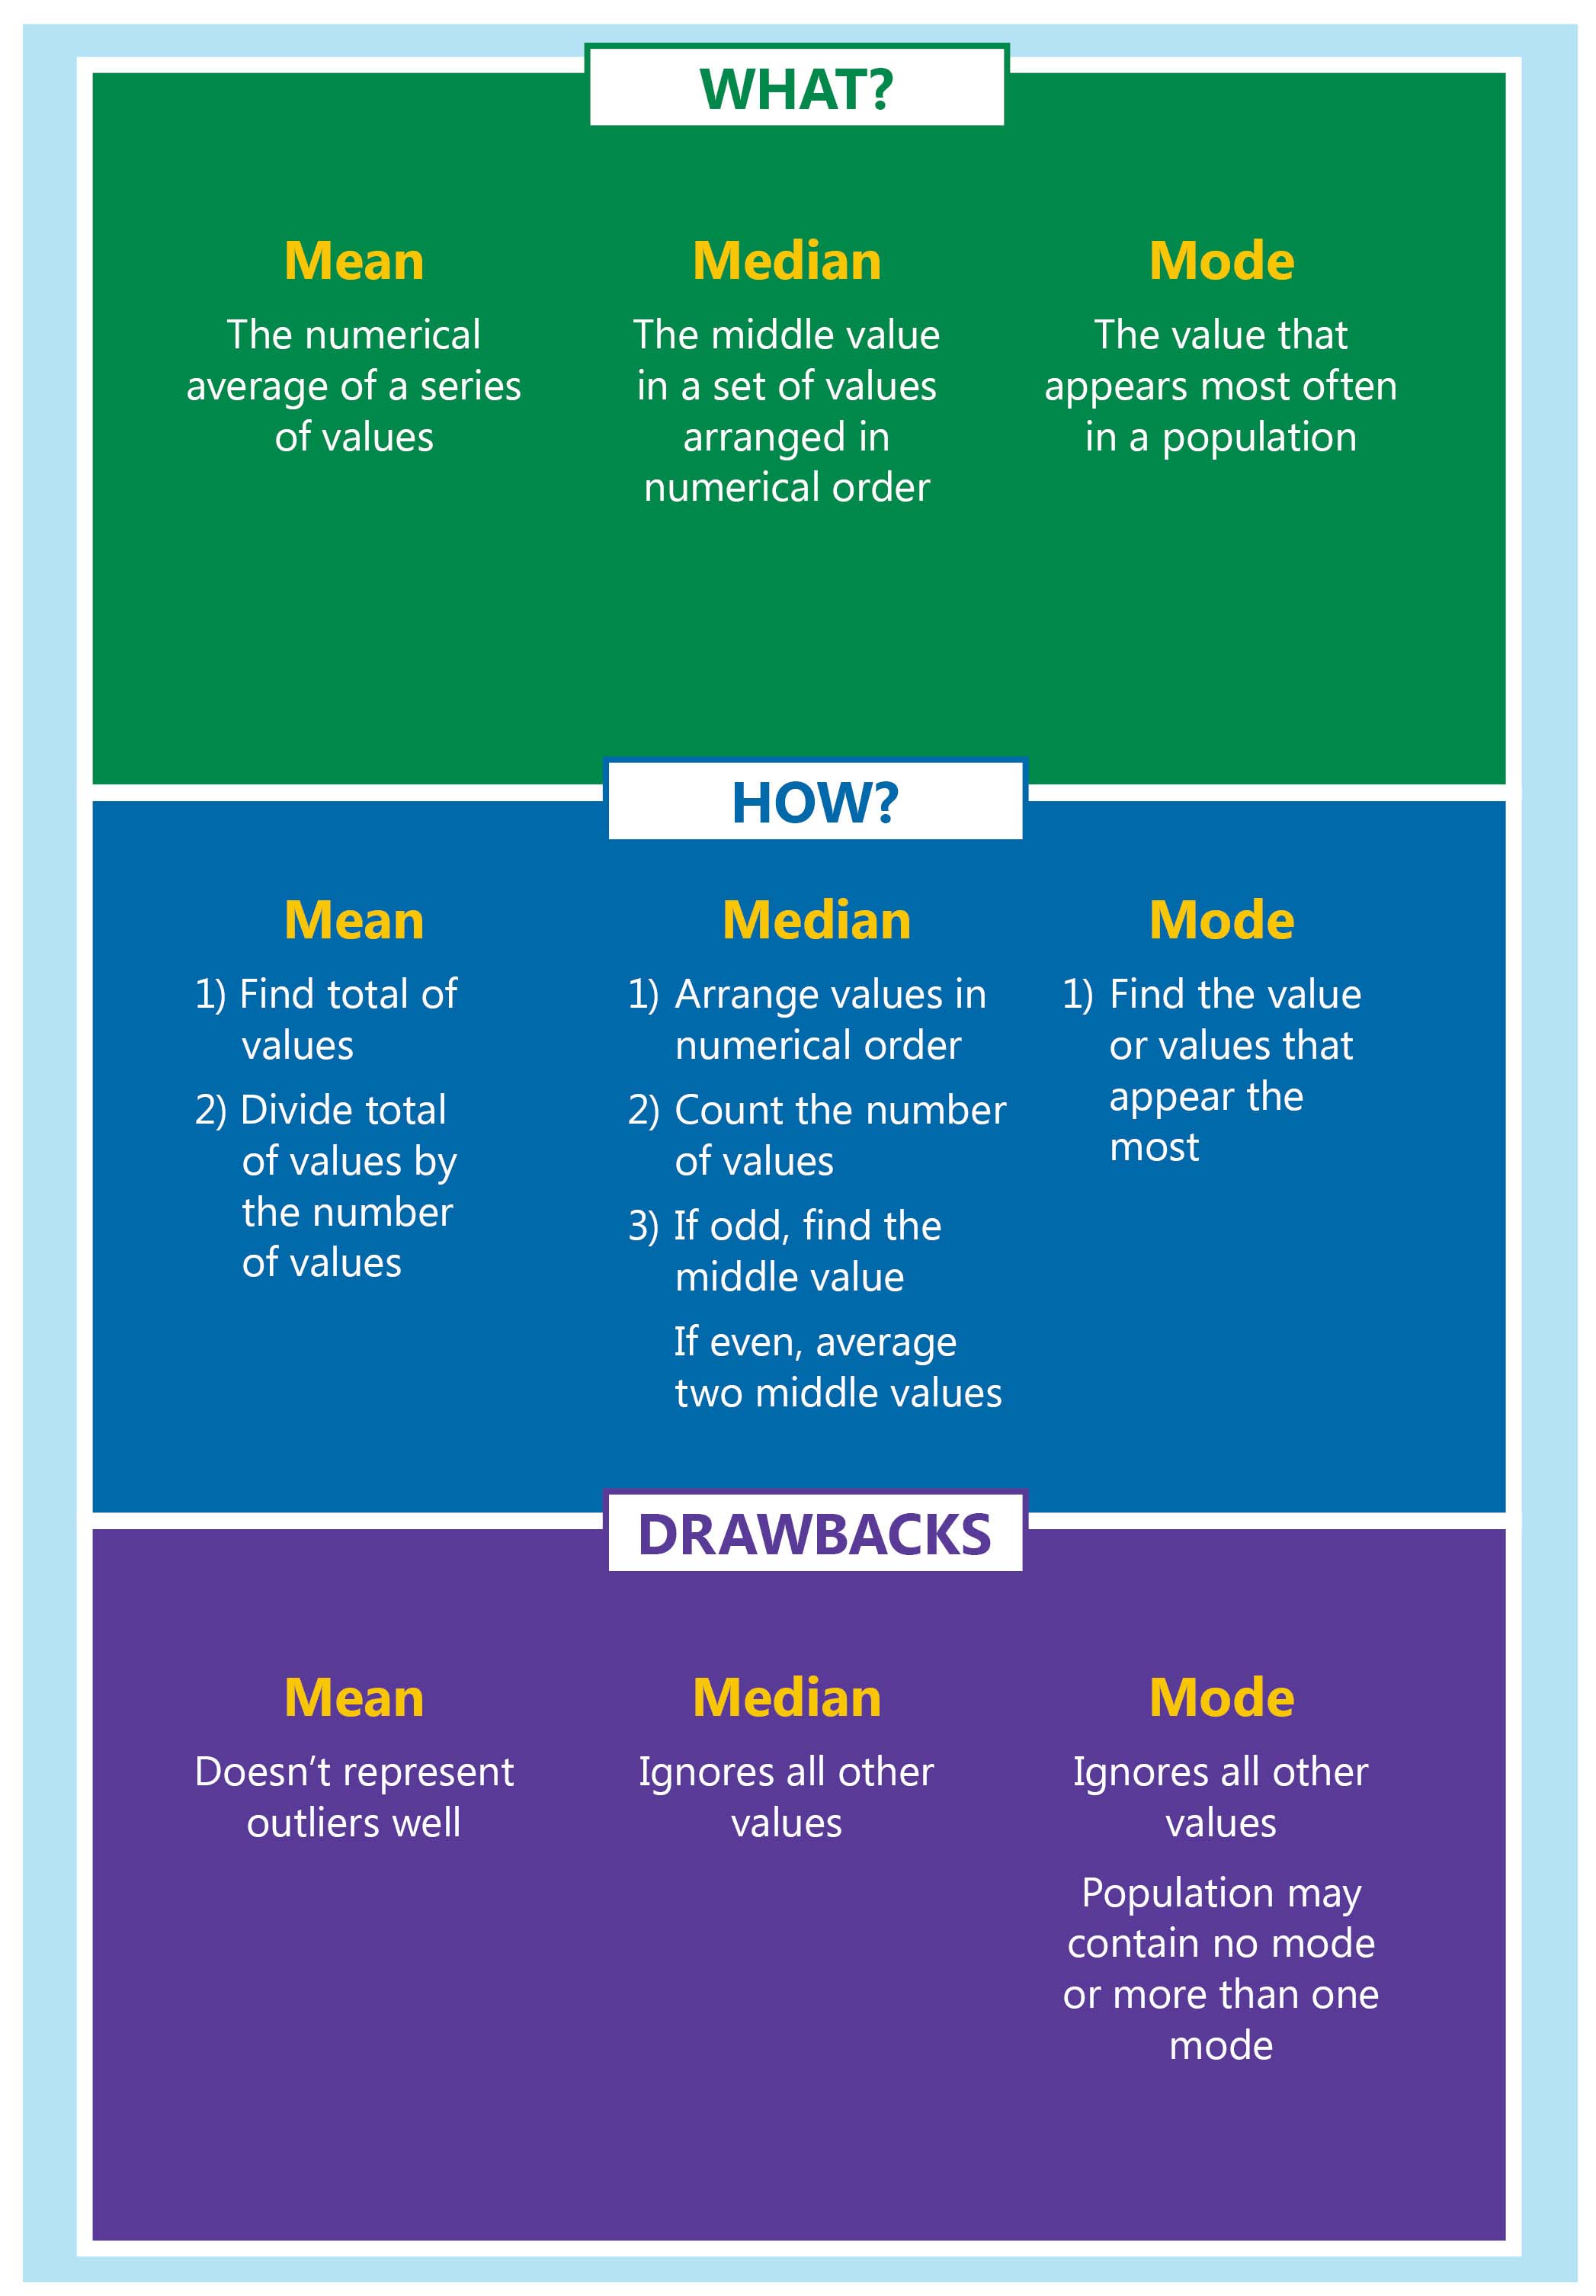 WHAT?
Mean
The numerical
average of a series
of values
Median
The middle value
in a set of values
arranged in
numerical order
Mode
The value that
appears most often
in a population
HOW?
Mean
1) Find total of
values
2) Divide total
of values by
the number
of values
Median
1) Arrange values in
numerical order
2) Count the number
of values
3) If odd, find the
middle value
If even, average
two middle values
Mode
1) Find the value
or values that
appear the
most
DRAWBACKS
Mean
Doesn’t represent
outliers well
Median
Ignores all other
values
Mode
Ignores all other
values
Population may
contain no mode
or more than one
mode